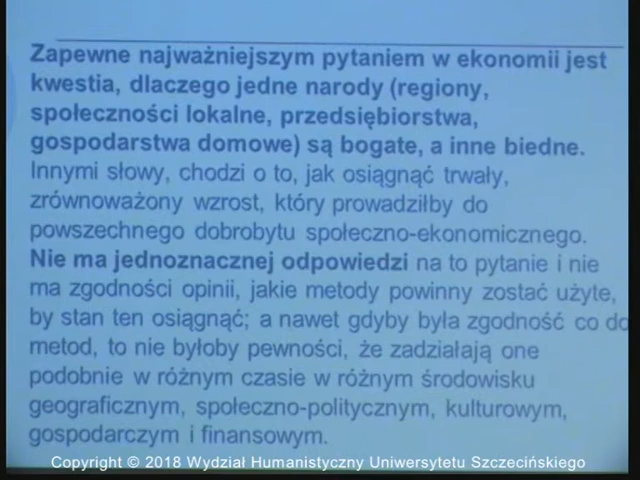 Zapewne najważniejszym pytaniem w ekonomii jest
kwestia, dlaczego jedne narody (regiony,
społeczności lokalne, przedsiębiorstwa,
gospodarstwa domowe) są bogate, a inne biedne.
Innymi słowy, chodzi o to, jak osiągnąć trwały,
zrównoważony wzrost, który prowadziłby do
powszechnego dobrobytu społeczno-ekonomicznego.
Nie ma jednoznacznej odpowiedzi na to pytanie i nie
ma zgodności opinii, jakie metody powinny zostać użyte,
by stan ten osiągnąć; a nawet gdyby była zgodność co do
metod, to nie byłoby pewności, że zadziałają one
podobnie w różnym czasie w różnym środowisku
geograficznym, społeczno-politycznym, kulturowym,
gospodarczym i finansowym.
Copyright © 2018 Wydział Humanistyczny Uniwersytetu Szczecińskiego